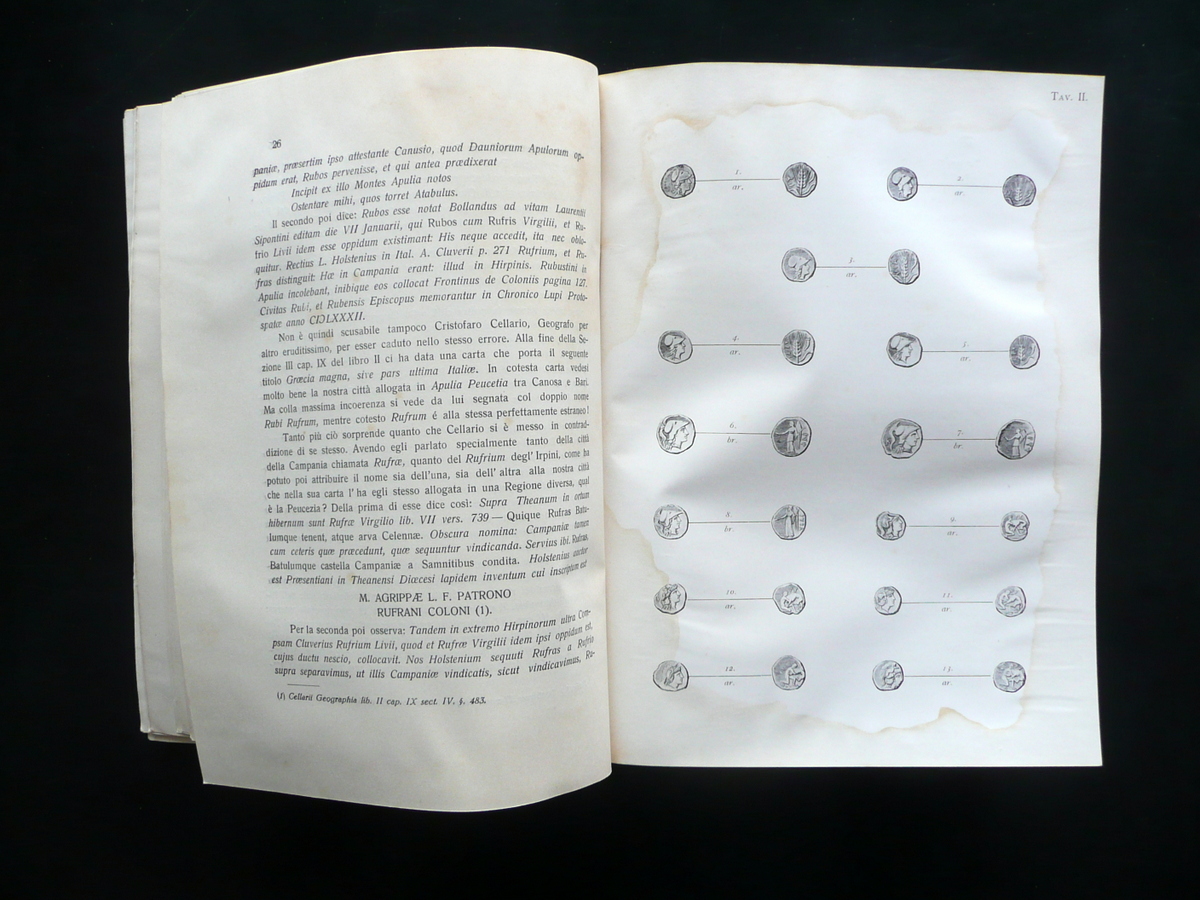 26
paniæ, præsertim ipso attestante Canusio, quod Dauniorum Apulorum op-
pidum erat, Rubos pervenisse, et qui antea prædixerat
Incipit ex illo Montes Apulia notos
Ostentare mihi, quos torret Atabulus.
Il secondo poi dice: Rubos esse notat Bollandus ad vitam Laurentii
Sipontini editam die VII Januarii, qui Rubos cum Rufris Virgilii, et Ru-
frio Livii idem esse oppidum existimant: His neque accedit, ita nec oblo-
quitur. Rectius L. Holstenius in Ital. A. Cluverii p. 271 Rufrium, et Ru-
fras distinguit: Hæ in Campania erant: illud in Hirpinis. Rubustini in
Apulia incolebant, inibique eos collocat Frontinus de Coloniis pagina 127.
Civitas Rubi, et Rubensis Episcopus memorantur in Chronico Lupi Proto-
spatæ anno CIƆLXXXII.
Non è quindi scusabile tampoco Cristofaro Cellario, Geografo per
altro eruditissimo, per esser caduto nello stesso errore. Alla fine della Se-
zione III cap. IX del libro II ci ha data una carta che porta il seguente
titolo Græcia magna, sive pars ultima Italiæ. In cotesta carta vedesi
molto bene la nostra città allogata in Apulia Peucetia tra Canosa e Bari.
Ma colla massima incoerenza si vede da lui segnata col doppio nome
Rubi Rufrum, mentre cotesto Rufrum é alla stessa perfettamente estraneo!
Tanto più ciò sorprende quanto che Cellario si è messo in contrad-
dizione di se stesso. Avendo egli parlato specialmente tanto della città
della Campania chiamata Rufræ, quanto del Rufrium degl' Irpini, come ha
potuto poi attribuire il nome sia dell'una, sia dell' altra alla nostra città
che nella sua carta l' ha egli stesso allogata in una Regione diversa, qual
è la Peucezia? Della prima di esse dice così: Supra Theanum in ortum
hibernum sunt Rufræ Virgilio lib. VII vers. 739 — Quique Rufras Batu-
lumque tenent, atque arva Celennæ. Obscura nomina: Campaniæ tamen
cum ceteris quæ præcedunt, quæ sequuntur vindicanda. Servius ibi. Rufras,
Batulumque castella Campaniæ a Samnitibus condita. Holstenius auctor
est Præsentiani in Theanensi Diæcesi lapidem inventum cui inscriptum est
M. AGRIPPÆ L. F. PATRONO
RUFRANI COLONI (1).
Per la seconda poi osserva: Tandem in extremo Hirpinorum ultra Com-
psam Claverius Rufrium Livii, quod et Rufræ Virgilii idem ipsi oppidum est,
cujus ductu nescio, collocavit. Nos Holstenium sequuti Rufras a Rufrio
supra separavimus, ut illis Campaniæ vindicatis, sicut vindicavimus, Ru-
(1) Cellarii Geographia lib. II cap. IX sect. IV. §. 483.
TAV. II.
1.
ar.
2.
ar.
3.
ar.
4.
ar.
5.
ar.
6.
br.
7.
br.
8.
br.
9.
ar.
10.
ar.
11.
ar.
12.
ar.
13.
ar.